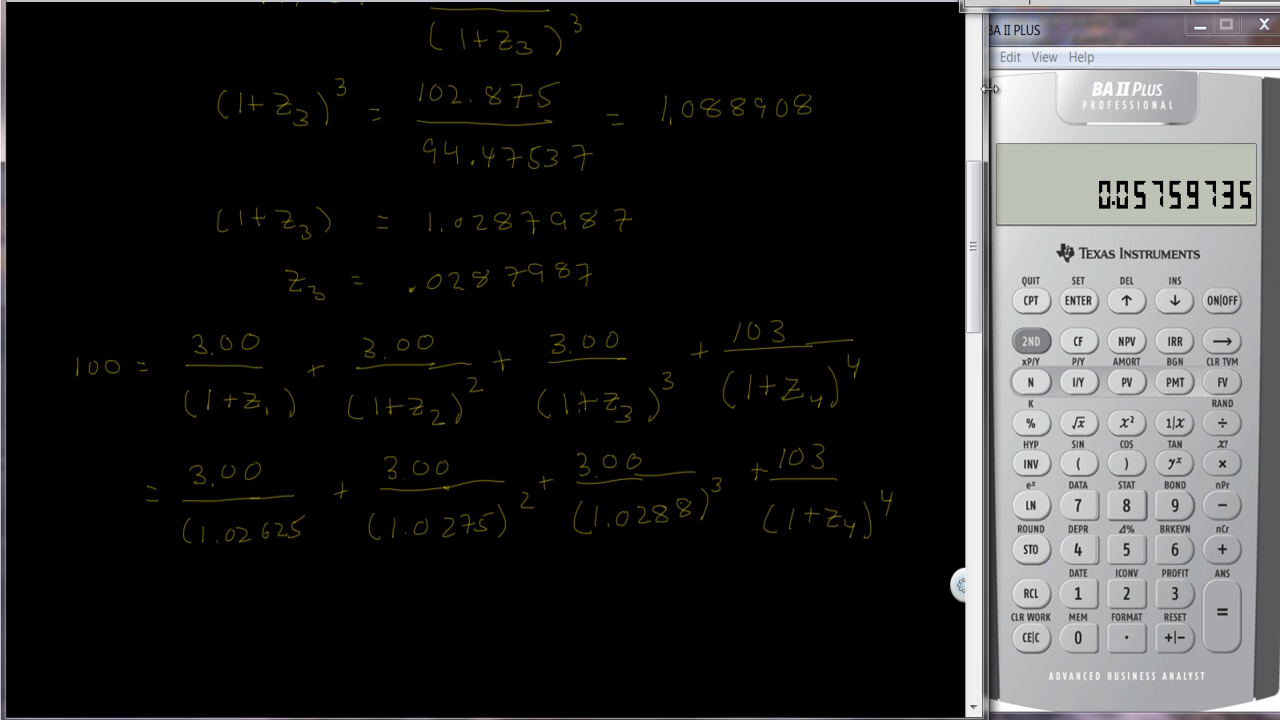 (1+z3)^3
(1+z3)^3 = 102.875 / 94.47537 = 1.088908
(1+z3) = 1.0287987
z3 = .0287987
100 = 3.00/(1+z1) + 3.00/(1+z2)^2 + 3.00/(1+z3)^3 + 103/(1+z4)^4
= 3.00/(1.02625 + 3.00/(1.0275)^2 + 3.00/(1.0288)^3 + 103/(1+z4)^4
BA II PLUS
Edit View Help
BA II PLUS
PROFESSIONAL
0.05759735
TEXAS INSTRUMENTS
QUIT SET DEL INS
CPT ENTER ↑ ↓ ON|OFF
2ND CF NPV IRR →
xP/Y P/Y AMORT BGN CLR TVM
N I/Y PV PMT FV
K RAND
% √x x² 1/x ÷
HYP SIN COS TAN x!
INV ( ) yˣ ×
eˣ DATA STAT BOND nPr
LN 7 8 9 −
ROUND DEPR Δ% BRKEVN nCr
STO 4 5 6 +
DATE ICONV PROFIT ANS
RCL 1 2 3 =
CLR WORK MEM FORMAT RESET
CE|C 0 . +|−
ADVANCED BUSINESS ANALYST